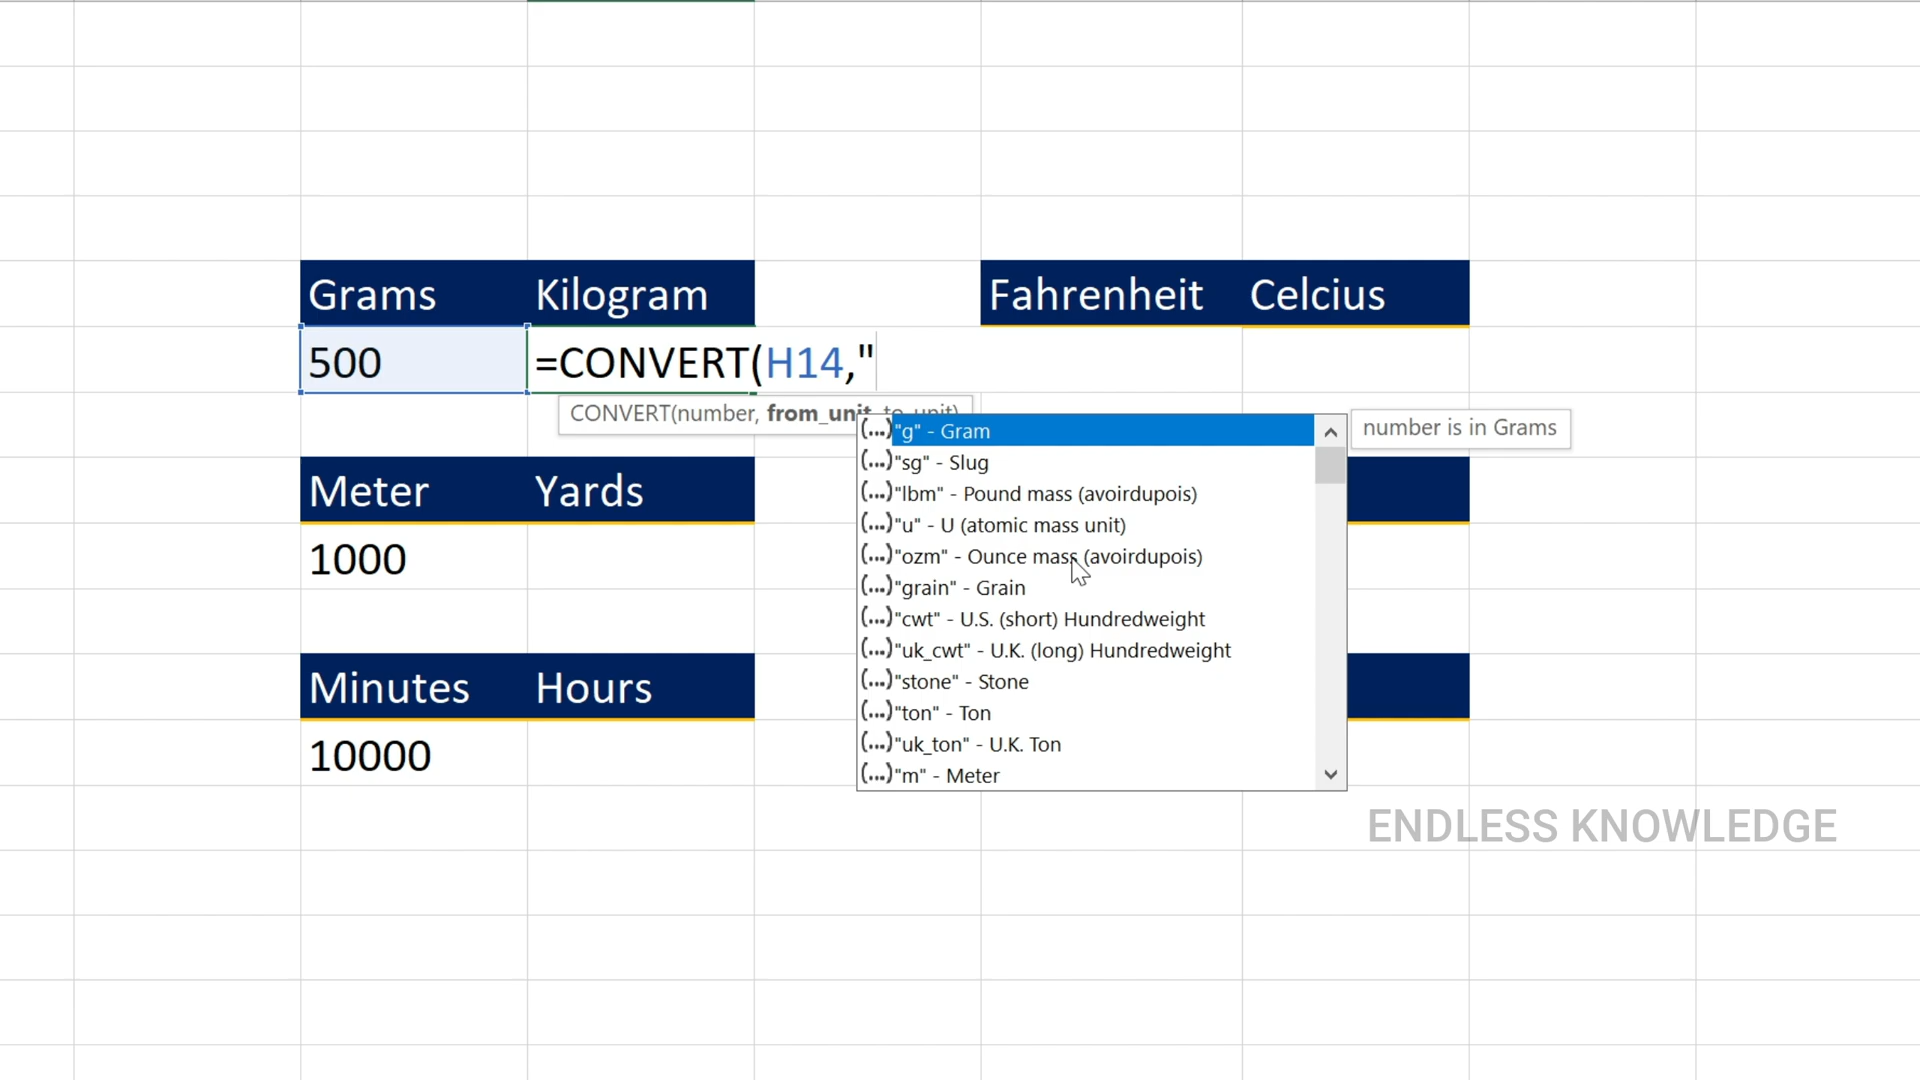 Grams Kilogram Fahrenheit Celcius
500 =CONVERT(H14,"
CONVERT(number, from_unit, to_unit)
(...) "g" - Gram
number is in Grams
(...) "sg" - Slug
(...) "lbm" - Pound mass (avoirdupois)
(...) "u" - U (atomic mass unit)
(...) "ozm" - Ounce mass (avoirdupois)
(...) "grain" - Grain
(...) "cwt" - U.S. (short) Hundredweight
(...) "uk_cwt" - U.K. (long) Hundredweight
(...) "stone" - Stone
(...) "ton" - Ton
(...) "uk_ton" - U.K. Ton
(...) "m" - Meter
Meter Yards
1000
Minutes Hours
10000
ENDLESS KNOWLEDGE